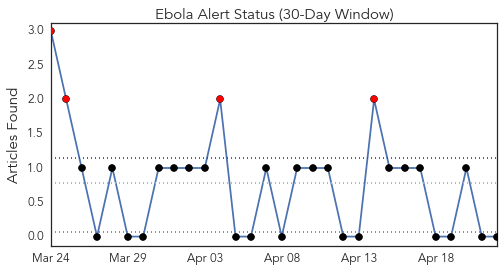 Ebola Alert Status (30-Day Window)
Articles Found
3.0
2.5
2.0
1.5
1.0
0.5
0.0
Mar 24 Mar 29 Apr 03 Apr 08 Apr 13 Apr 18